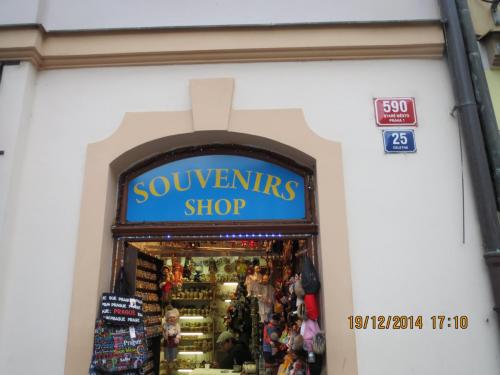 590
STARÉ MĚSTO
PRAHA 1
25
CELETNÁ
SOUVENIRS
SHOP
PRAGUE
19/12/2014 17:10